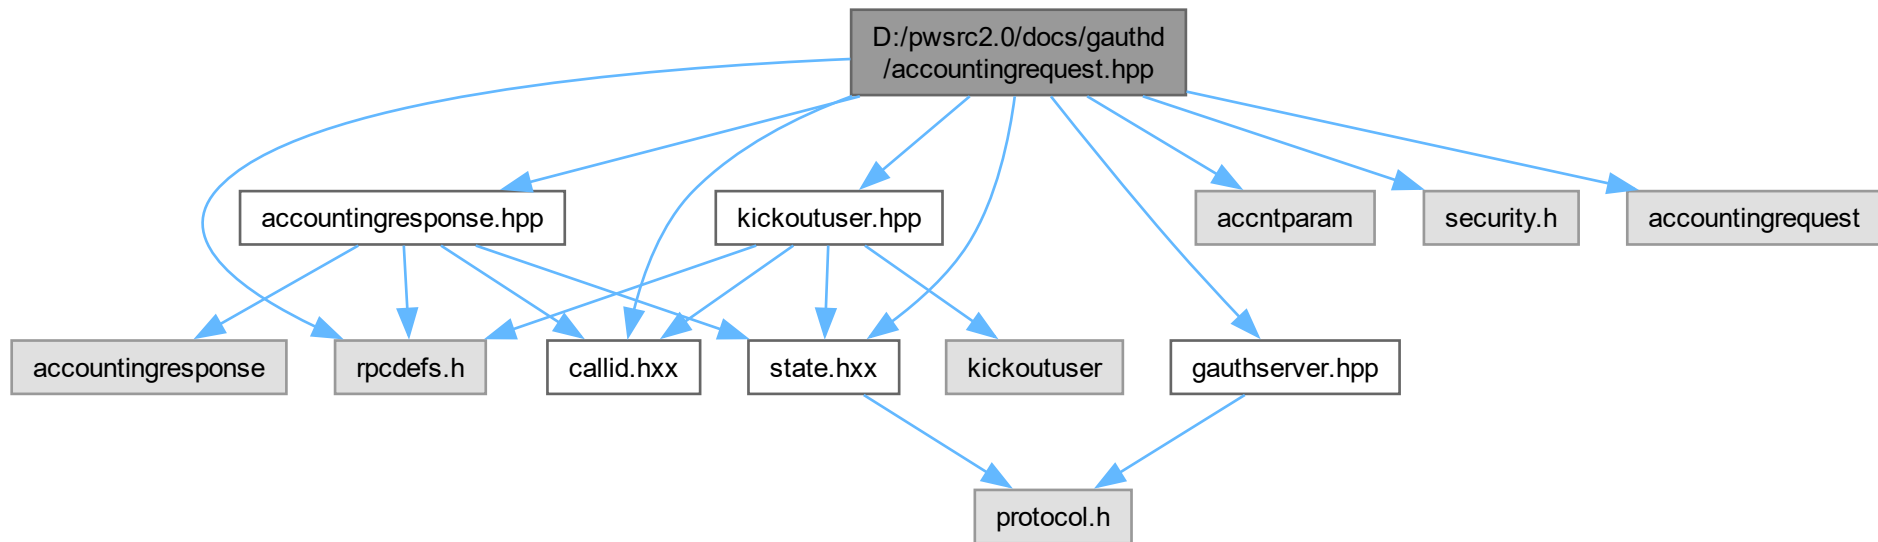 D:/pwsrc2.0/docs/gauthd
/accountingrequest.hpp
accountingresponse.hpp
kickoutuser.hpp
accntparam
security.h
accountingrequest
accountingresponse
rpcdefs.h
callid.hxx
state.hxx
kickoutuser
gauthserver.hpp
protocol.h